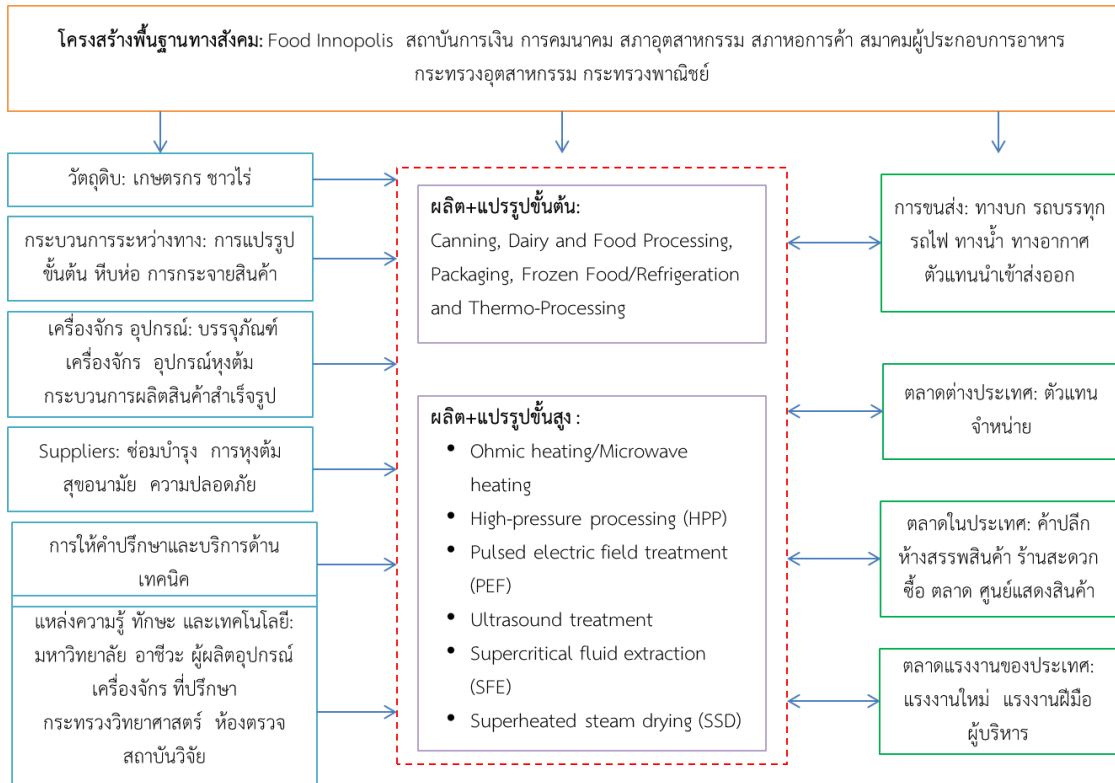 โครงสร้างพื้นฐานทางสังคม: Food Innopolis สถาบันการเงิน การคมนาคม สภาอุตสาหกรรม สภาหอการค้า สมาคมผู้ประกอบการอาหาร
กระทรวงอุตสาหกรรม กระทรวงพาณิชย์
วัตถุดิบ: เกษตรกร ชาวไร่
กระบวนการระหว่างทาง: การแปรรูป
ขั้นต้น หีบห่อ การกระจายสินค้า
เครื่องจักร อุปกรณ์: บรรจุภัณฑ์
เครื่องจักร อุปกรณ์หุงต้ม
กระบวนการผลิตสินค้าสำเร็จรูป
Suppliers: ซ่อมบำรุง การหุงต้ม
สุขอนามัย ความปลอดภัย
การให้คำปรึกษาและบริการด้าน
เทคนิค
แหล่งความรู้ ทักษะ และเทคโนโลยี:
มหาวิทยาลัย อาชีวะ ผู้ผลิตอุปกรณ์
เครื่องจักร ที่ปรึกษา
กระทรวงวิทยาศาสตร์ ห้องตรวจ
สถาบันวิจัย
ผลิต+แปรรูปขั้นต้น:
Canning, Dairy and Food Processing,
Packaging, Frozen Food/Refrigeration
and Thermo-Processing
ผลิต+แปรรูปขั้นสูง :
• Ohmic heating/Microwave
heating
• High-pressure processing (HPP)
• Pulsed electric field treatment
(PEF)
• Ultrasound treatment
• Supercritical fluid extraction
(SFE)
• Superheated steam drying (SSD)
การขนส่ง: ทางบก รถบรรทุก
รถไฟ ทางน้ำ ทางอากาศ
ตัวแทนนำเข้าส่งออก
ตลาดต่างประเทศ: ตัวแทน
จำหน่าย
ตลาดในประเทศ: ค้าปลีก
ห้างสรรพสินค้า ร้านสะดวก
ซื้อ ตลาด ศูนย์แสดงสินค้า
ตลาดแรงงานของประเทศ:
แรงงานใหม่ แรงงานฝีมือ
ผู้บริหาร